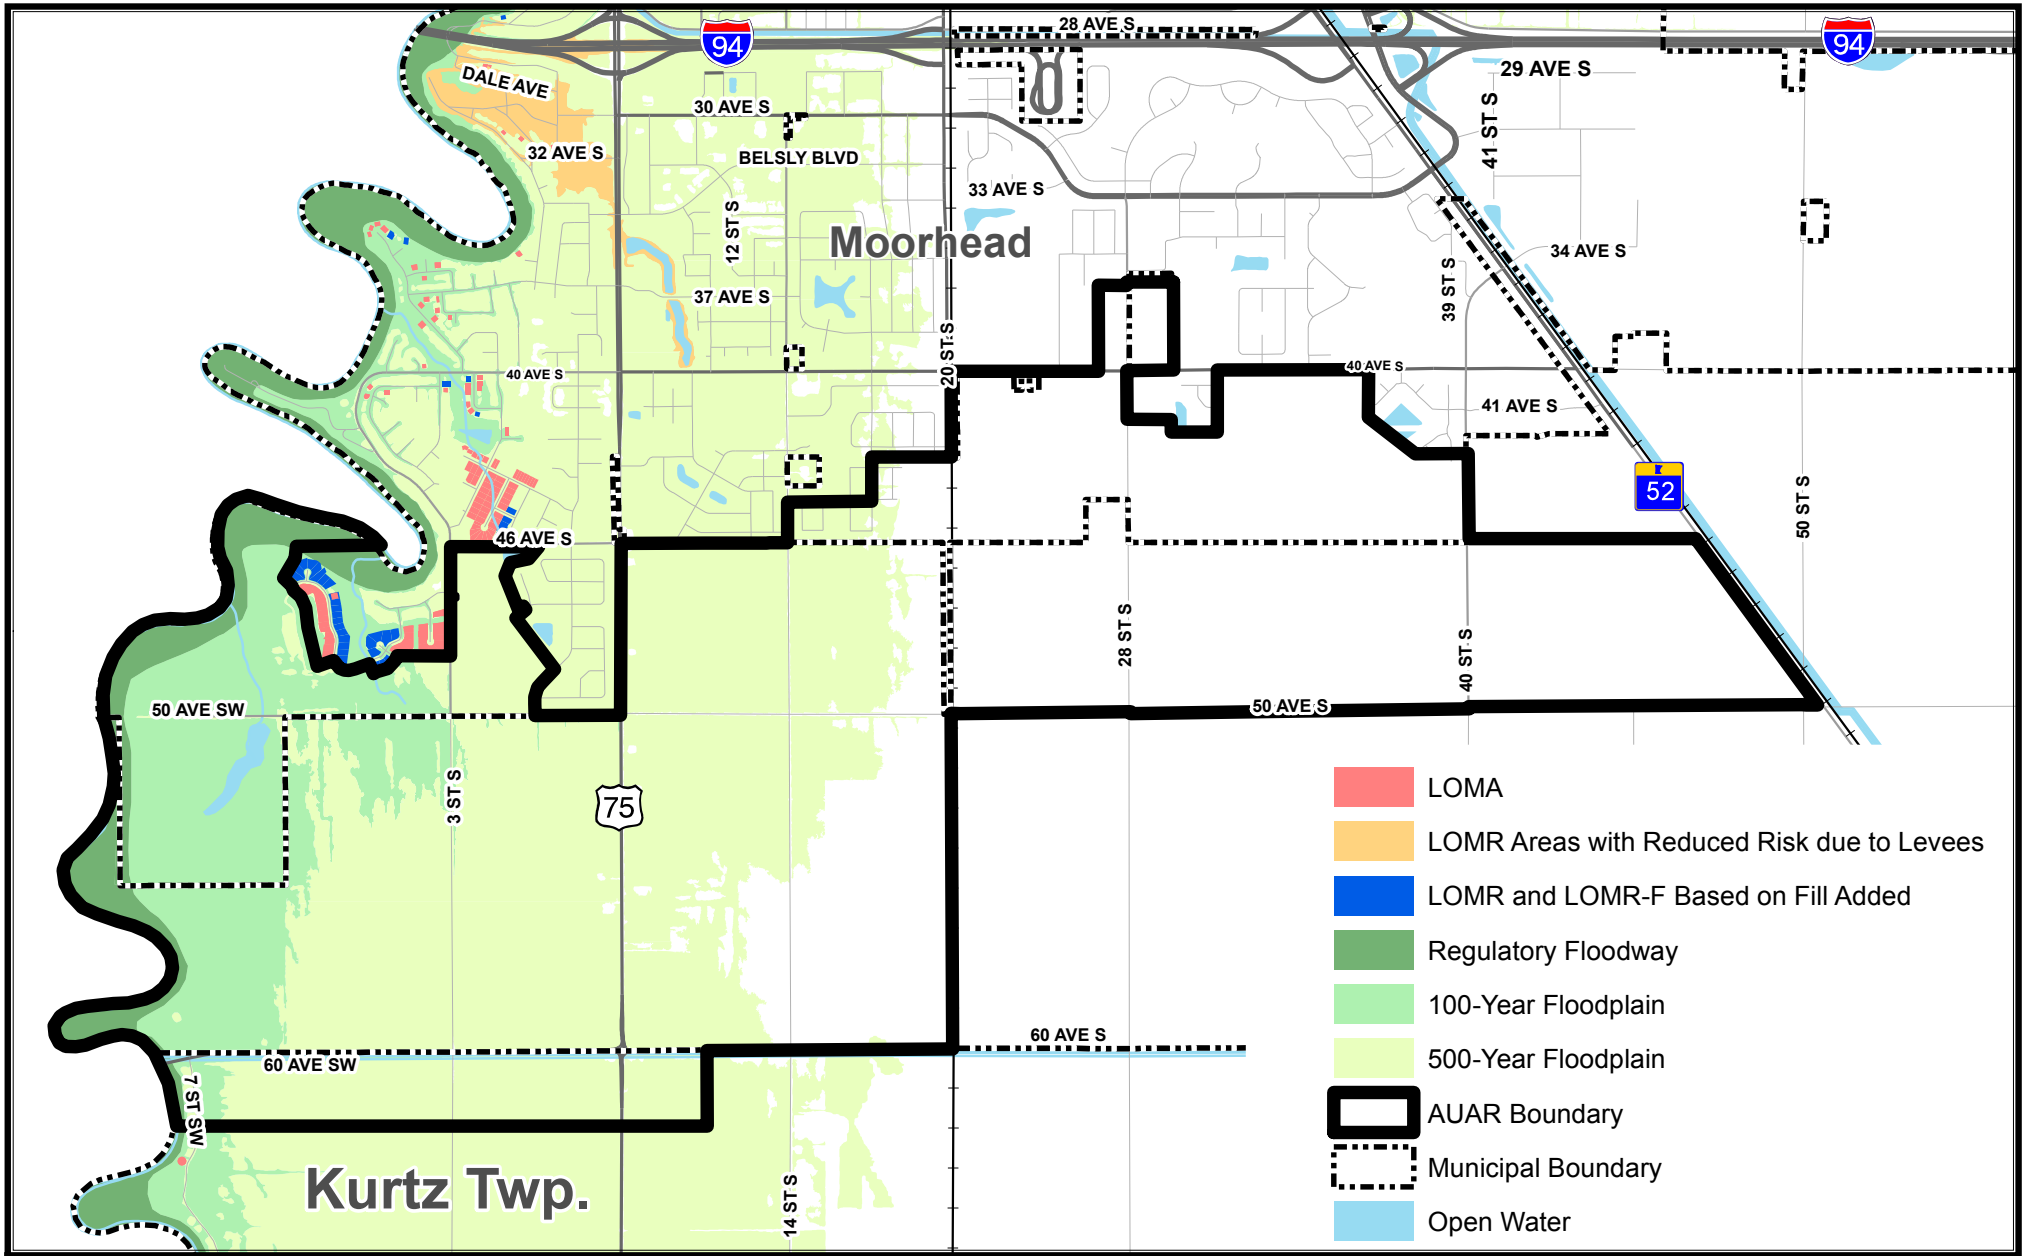 28 AVE S
94
94
29 AVE S
DALE AVE
30 AVE S
41 ST S
32 AVE S
BELSLY BLVD
33 AVE S
12 ST S
Moorhead
34 AVE S
39 ST S
37 AVE S
20 ST S
40 AVE S
40 AVE S
41 AVE S
52
50 ST S
46 AVE S
28 ST S
40 ST S
50 AVE SW
50 AVE S
3 ST S
75
60 AVE S
60 AVE SW
7 ST SW
Kurtz Twp.
14 ST S
LOMA
LOMR Areas with Reduced Risk due to Levees
LOMR and LOMR-F Based on Fill Added
Regulatory Floodway
100-Year Floodplain
500-Year Floodplain
AUAR Boundary
Municipal Boundary
Open Water